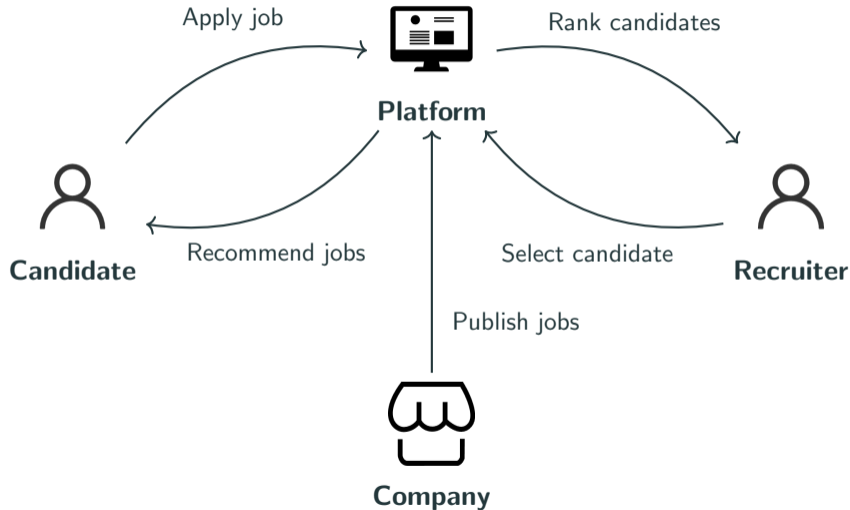 Apply job
Rank candidates
Platform
Recommend jobs
Select candidate
Candidate
Recruiter
Publish jobs
Company